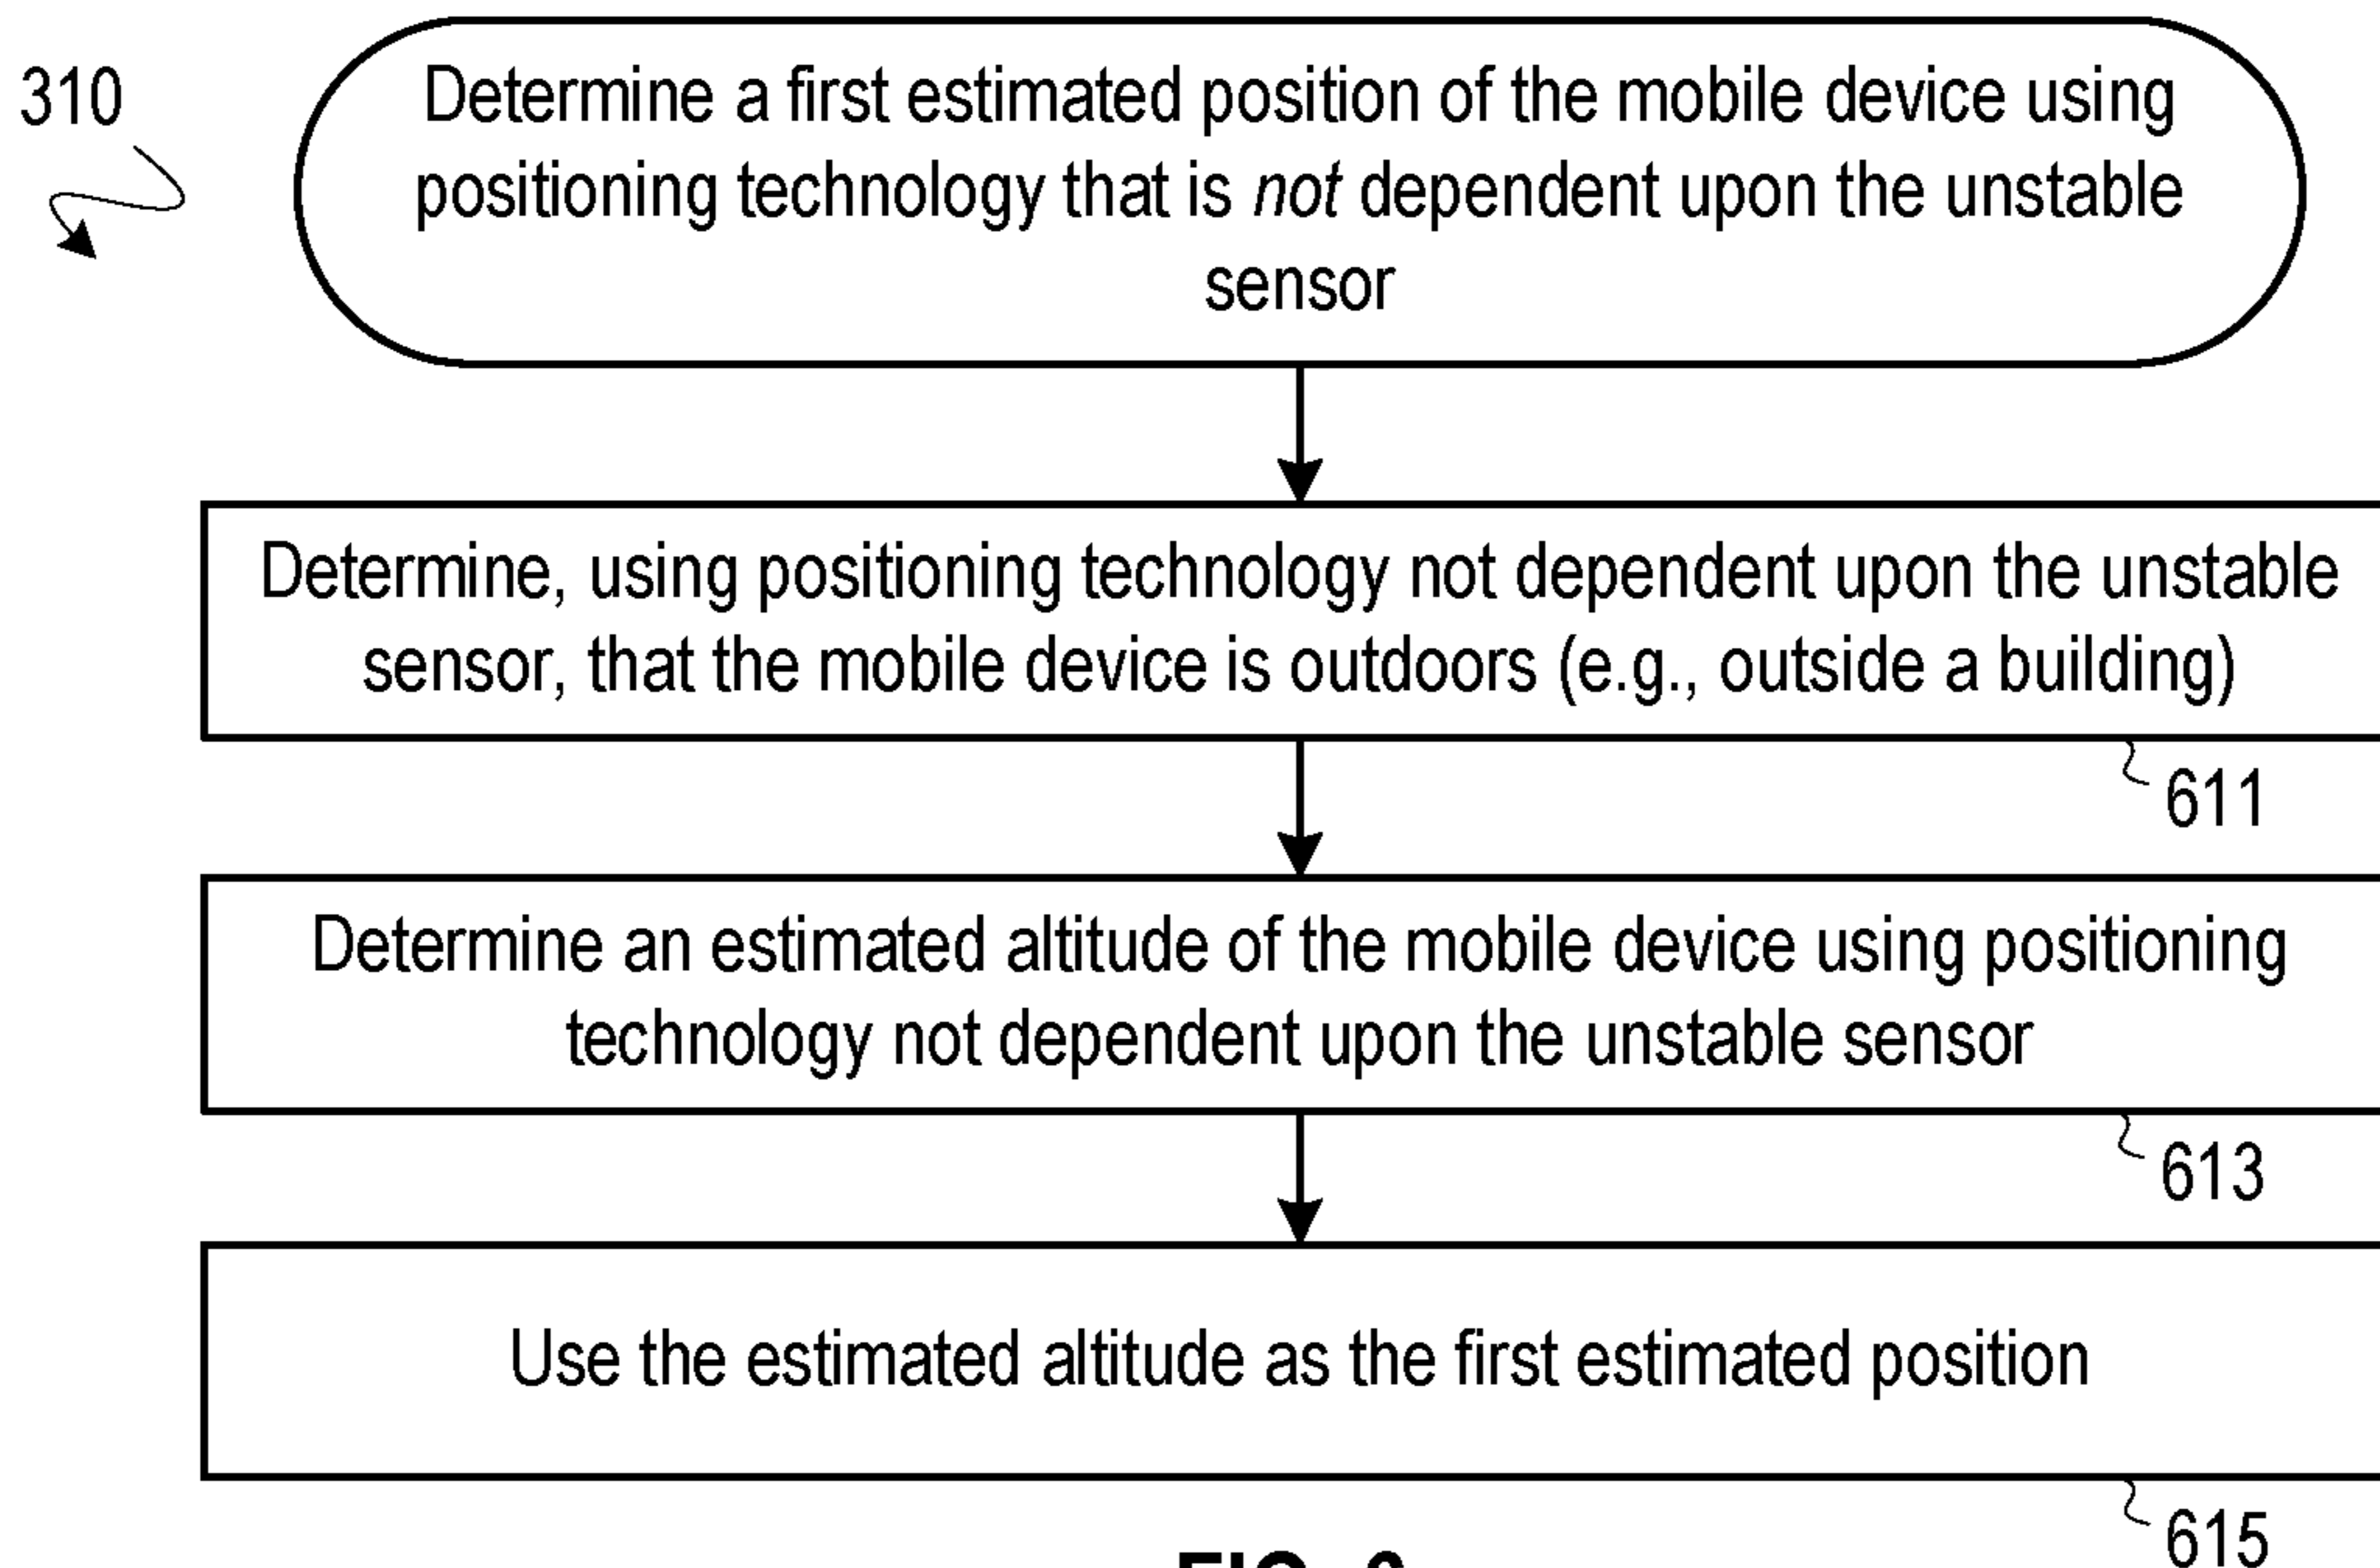 310
Determine a first estimated position of the mobile device using
positioning technology that is not dependent upon the unstable
sensor
Determine, using positioning technology not dependent upon the unstable
sensor, that the mobile device is outdoors (e.g., outside a building)
611
Determine an estimated altitude of the mobile device using positioning
technology not dependent upon the unstable sensor
613
Use the estimated altitude as the first estimated position
615